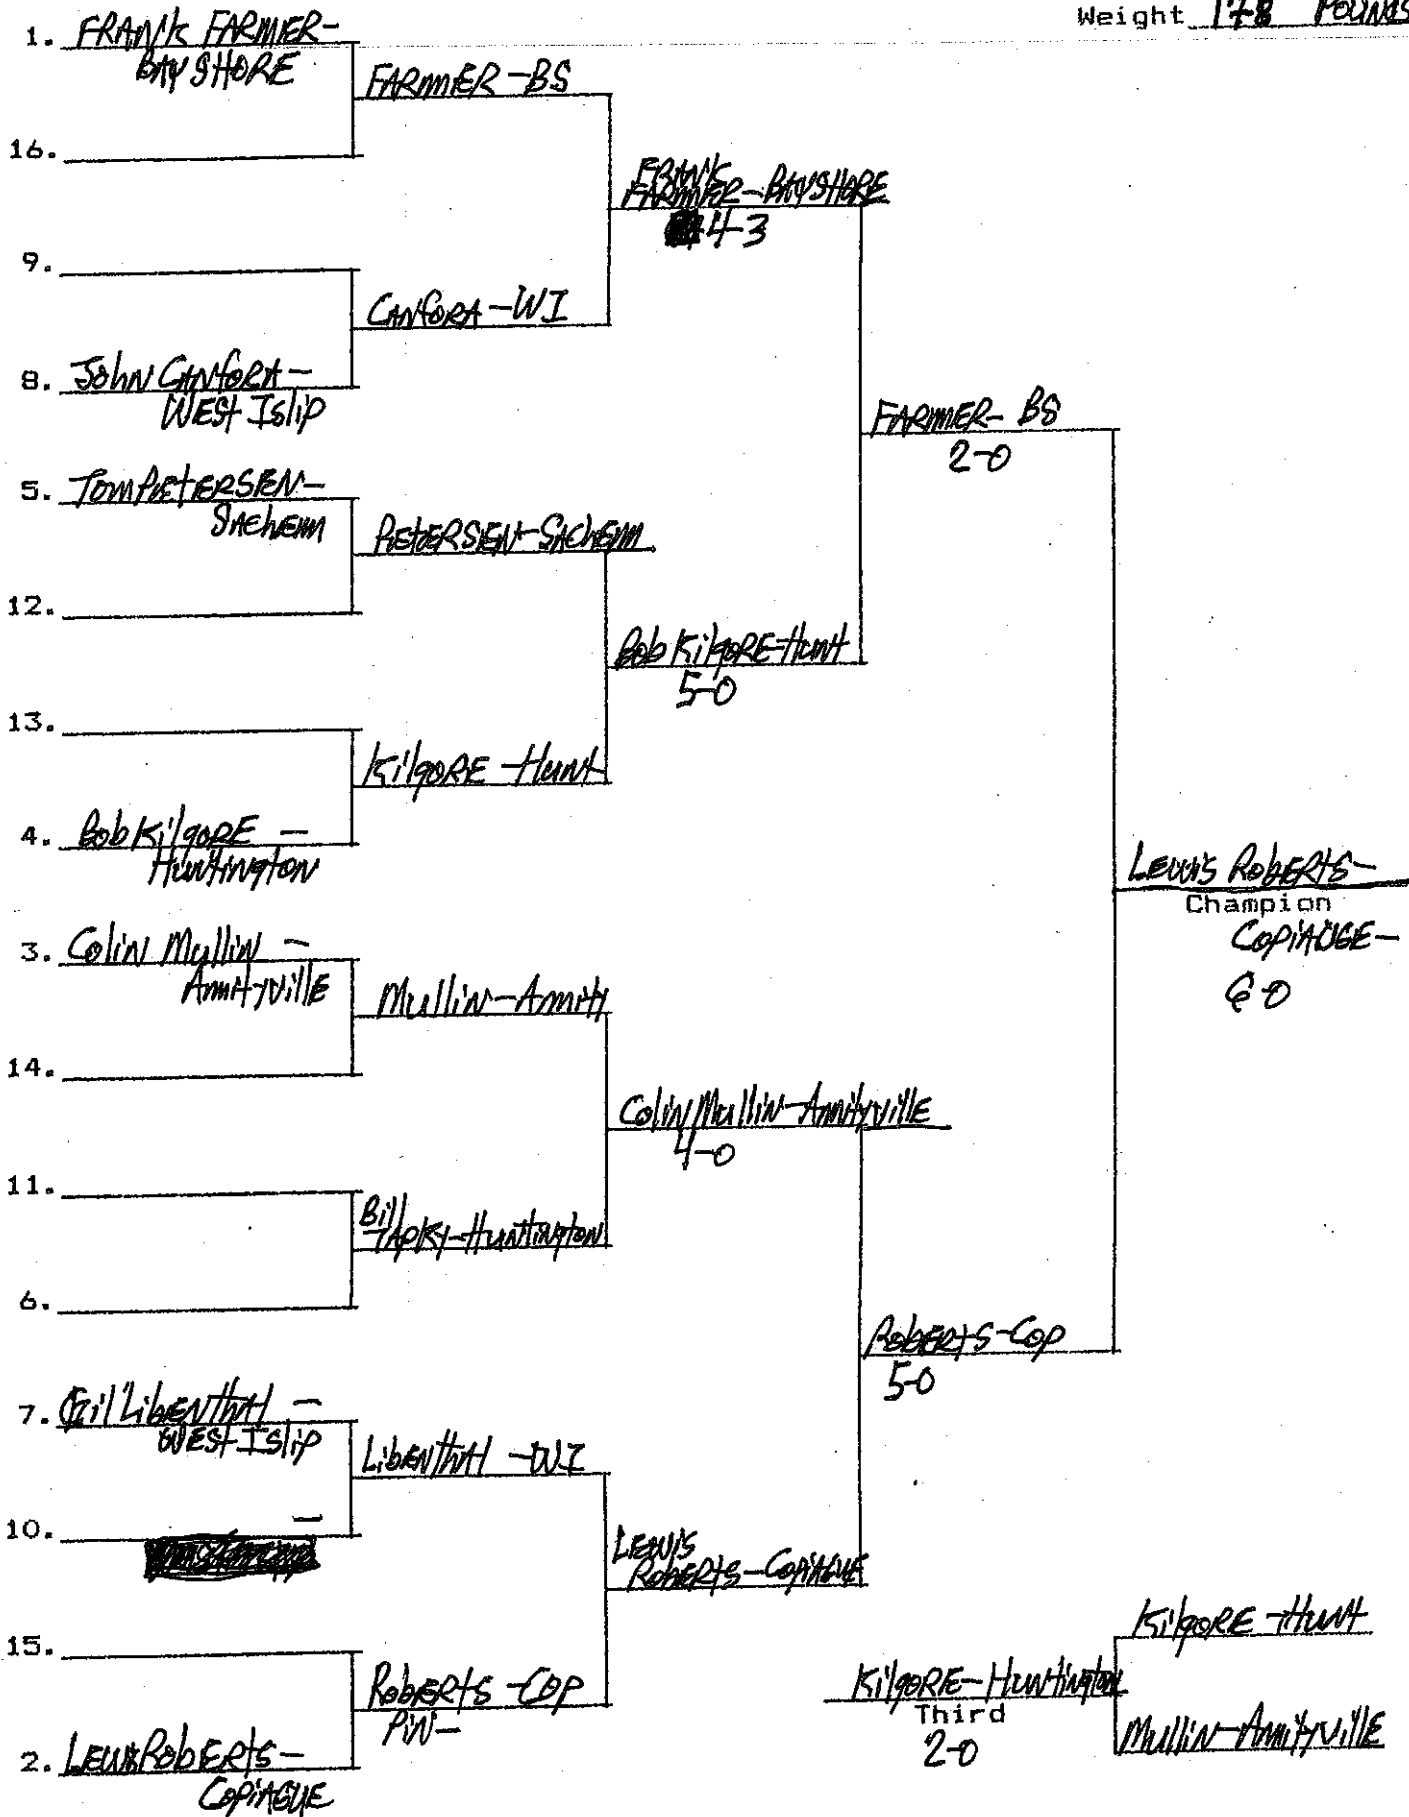 Weight 178 POUNDS
1. FRANK FARMER-
BAYSHORE
FARMER-BS
16.
FRANK
FARMER-BAYSHORE
4-3
9.
CANFORA-WI
8. JOHN CANFORA-
WEST ISLIP
FARMER-BS
2-0
5. TOM PETERSEN-
SACHEM
PETERSEN-SACHEM
12.
BOB KILGORE-HUNT
5-0
13.
KILGORE-HUNT
4. BOB KILGORE-
HUNTINGTON
LEWIS ROBERTS-
Champion
COPIAUGE-
6-0
3. COLIN MULLIN-
AMITYVILLE
MULLIN-AMITY
14.
COLIN MULLIN-AMITYVILLE
4-0
11.
BILL
TAPKY-HUNTINGTON
6.
ROBERTS-COP
5-0
7. LIBENTHAL-
WEST ISLIP
LIBENTHAL-WI
10.
LEWIS
ROBERTS-COPIAGUE
15.
ROBERTS-COP
PIN-
2. LEWIS ROBERTS-
COPIAGUE
KILGORE-HUNT
KILGORE-HUNTINGTON
Third
2-0
MULLIN-AMITYVILLE